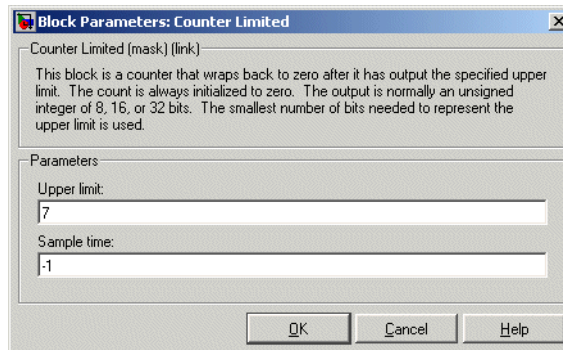 Block Parameters: Counter Limited
Counter Limited (mask) (link)
This block is a counter that wraps back to zero after it has output the specified upper
limit.  The count is always initialized to zero.  The output is normally an unsigned
integer of 8, 16, or 32 bits.  The smallest number of bits needed to represent the
upper limit is used.
Parameters
Upper limit:
7
Sample time:
-1
OK Cancel Help